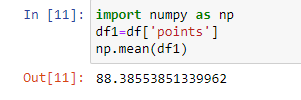 In [11]: import numpy as np
df1=df['points']
np.mean(df1)
Out[11]: 88.38553851339962